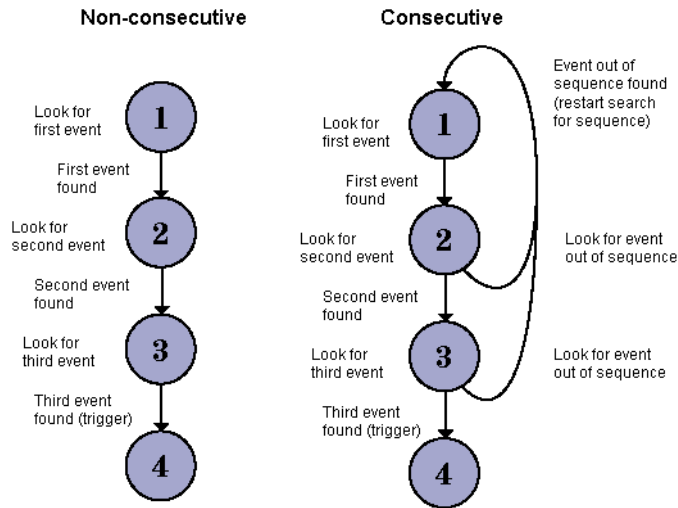 Non-consecutive
Look for
first event
1
First event
found
Look for
second event
2
Second event
found
Look for
third event
3
Third event
found (trigger)
4
Consecutive
Event out of
sequence found
(restart search
for sequence)
Look for
first event
1
First event
found
Look for
second event
2
Look for event
out of sequence
Second event
found
Look for
third event
3
Look for event
out of sequence
Third event
found (trigger)
4